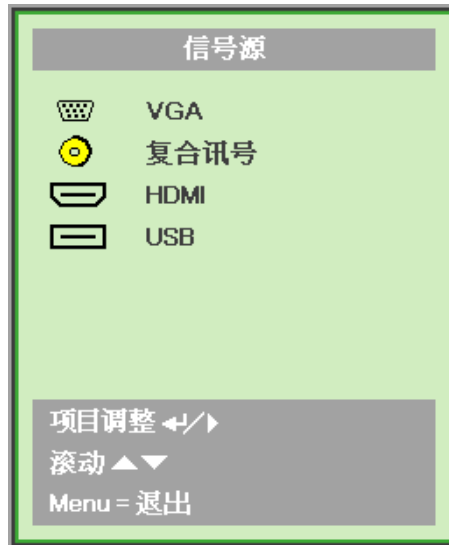 信号源
VGA
复合讯号
HDMI
USB
项目调整 ↵/▶
滚动 ▲▼
Menu = 退出